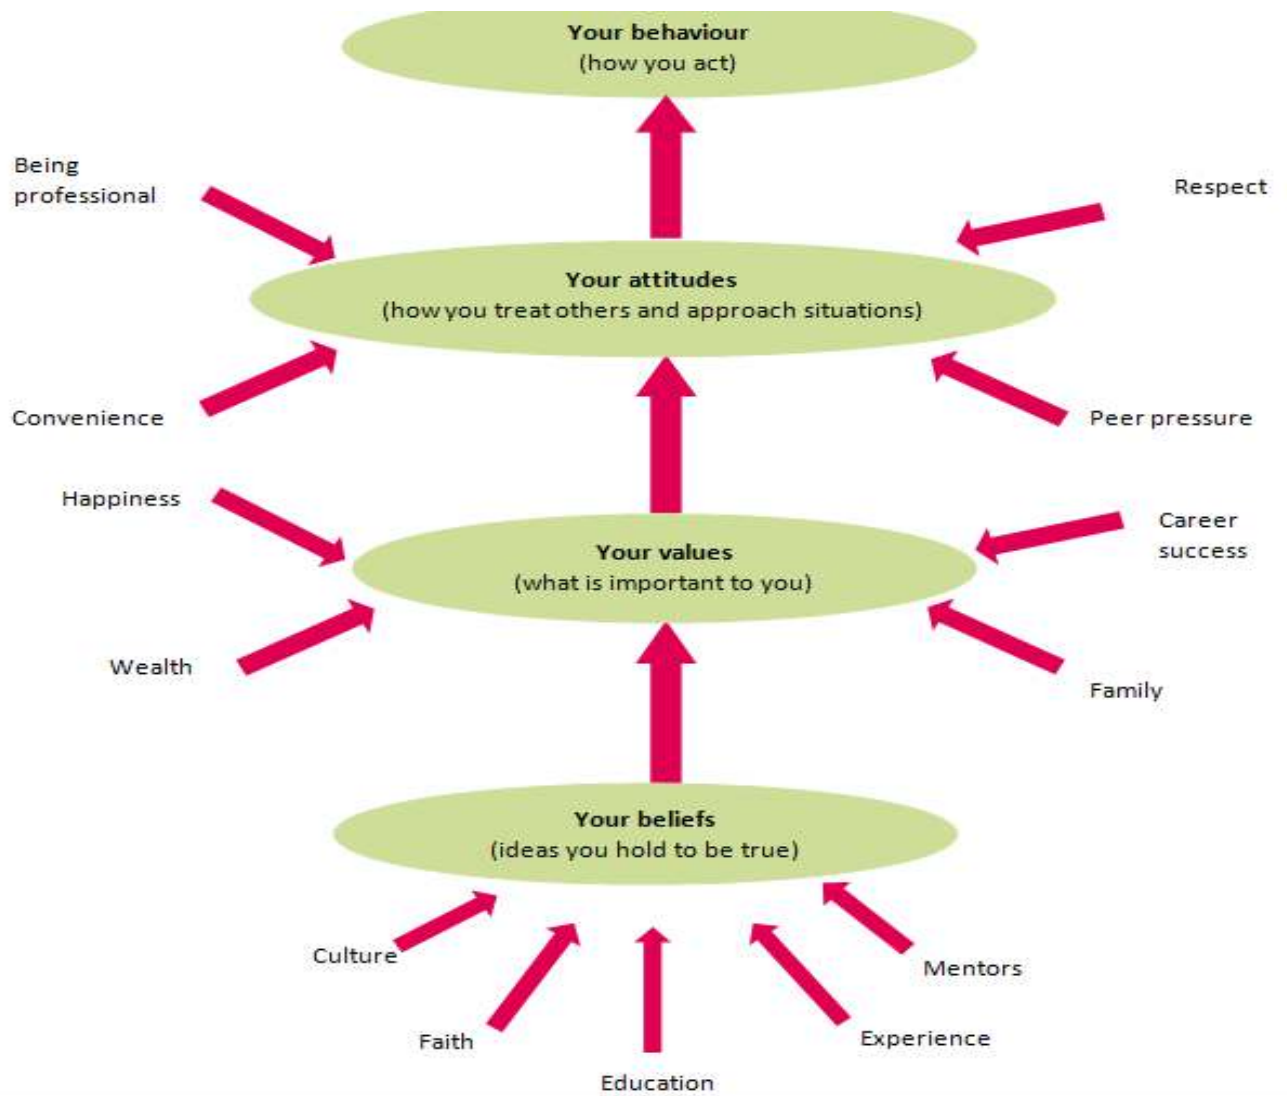 Your behaviour
(how you act)
Being
professional
Respect
Your attitudes
(how you treat others and approach situations)
Convenience
Peer pressure
Happiness
Career
success
Your values
(what is important to you)
Wealth
Family
Your beliefs
(ideas you hold to be true)
Culture
Mentors
Faith
Experience
Education